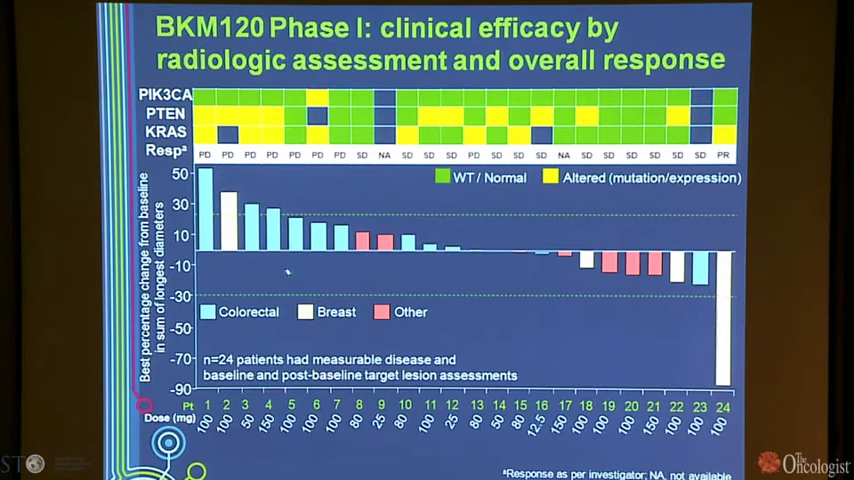 BKM120 Phase I: clinical efficacy by
radiologic assessment and overall response
PIK3CA
PTEN
KRAS
Respª PD PD PD PD PD PD PD SD NA SD SD SD PD SD SD SD NA SD SD SD SD SD SD PR
WT / Normal Altered (mutation/expression)
50
30
10
-10
-30
-50
-70
-90
Best percentage change from baseline
in sum of longest diameters
Colorectal Breast Other
n=24 patients had measurable disease and
baseline and post-baseline target lesion assessments
Pt 1 2 3 4 5 6 7 8 9 10 11 12 13 14 15 16 17 18 19 20 21 22 23 24
Dose (mg) 100 100 50 150 100 100 100 80 25 80 100 25 80 50 80 12.5 150 100 100 100 150 100 100 100
ªResponse as per investigator; NA, not available
The
Oncologist